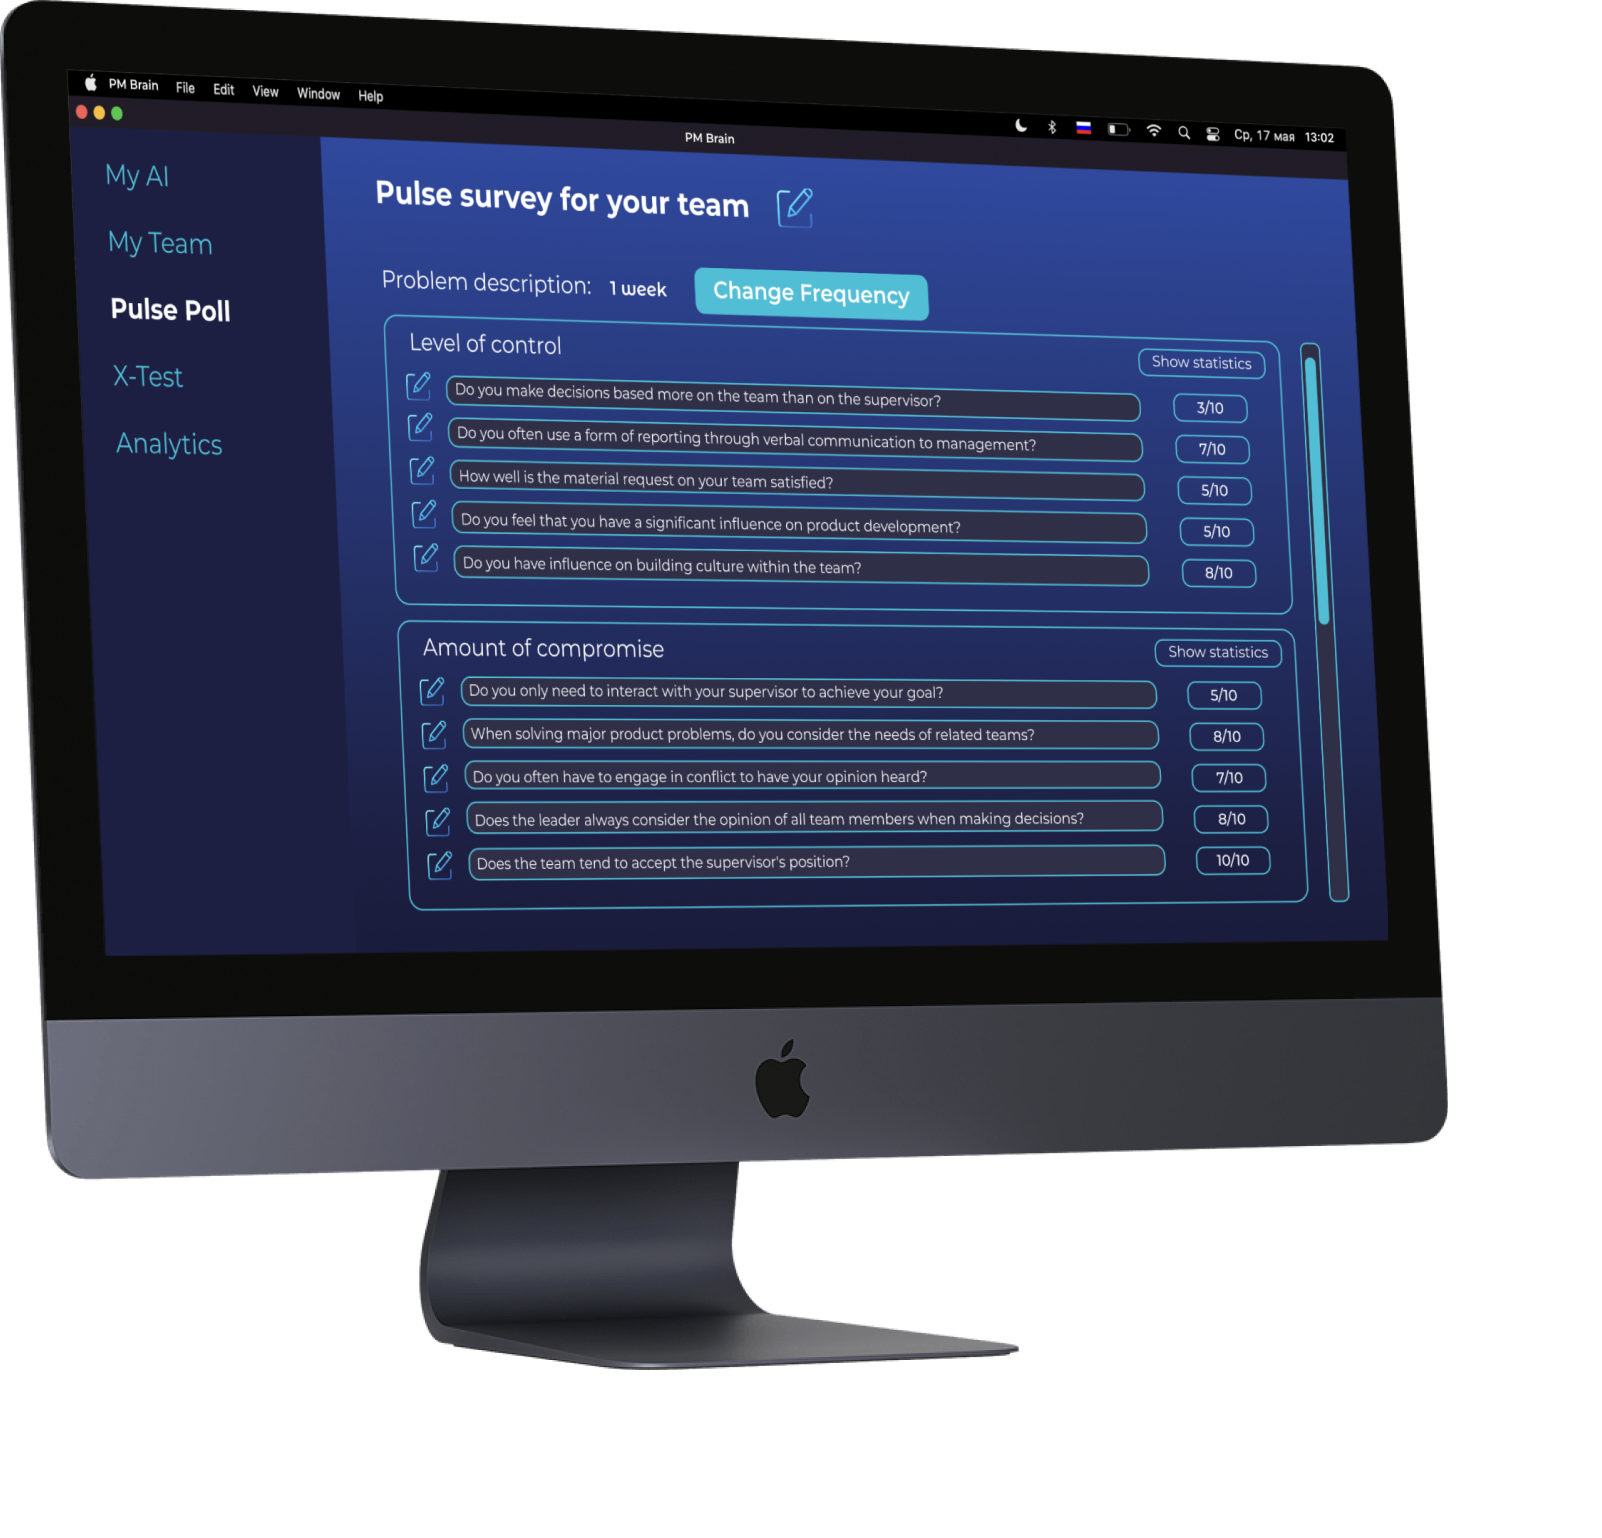 PM Brain File Edit View Window Help
Ср, 17 мая 13:02
PM Brain
My AI
My Team
Pulse Poll
X-Test
Analytics
Pulse survey for your team
Problem description: 1 week Change Frequency
Level of control
Show statistics
Do you make decisions based more on the team than on the supervisor? 3/10
Do you often use a form of reporting through verbal communication to management? 7/10
How well is the material request on your team satisfied? 5/10
Do you feel that you have a significant influence on product development? 5/10
Do you have influence on building culture within the team? 8/10
Amount of compromise
Show statistics
Do you only need to interact with your supervisor to achieve your goal? 5/10
When solving major product problems, do you consider the needs of related teams? 8/10
Do you often have to engage in conflict to have your opinion heard? 7/10
Does the leader always consider the opinion of all team members when making decisions? 8/10
Does the team tend to accept the supervisor's position? 10/10